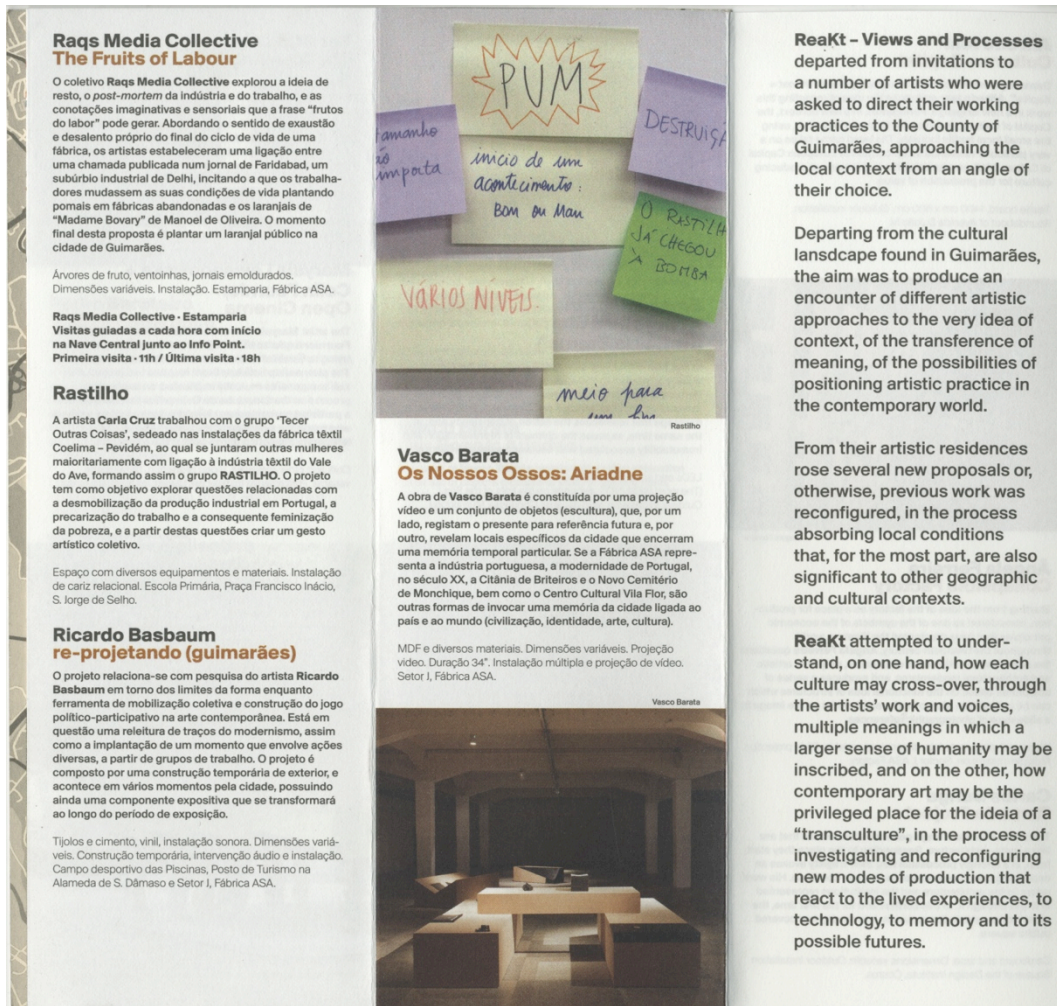 Raqs Media Collective
The Fruits of Labour
O coletivo Raqs Media Collective explorou a ideia de
resto, o post-mortem da indústria e do trabalho, e as
conotações imaginativas e sensoriais que a frase “frutos
do labor” pode gerar. Abordando o sentido de exaustão
e desalento próprio do final do ciclo de vida de uma
fábrica, os artistas estabeleceram uma ligação entre
uma chamada publicada num jornal de Faridabad, um
subúrbio industrial de Delhi, incitando a que os trabalha-
dores mudassem as suas condições de vida plantando
pomais em fábricas abandonadas e os laranjais de
“Madame Bovary” de Manoel de Oliveira. O momento
final desta proposta é plantar um laranjal público na
cidade de Guimarães.
Árvores de fruto, ventoinhas, jornais emoldurados.
Dimensões variáveis. Instalação. Estamparia, Fábrica ASA.
Raqs Media Collective · Estamparia
Visitas guiadas a cada hora com início
na Nave Central junto ao Info Point.
Primeira visita · 11h / Última visita · 18h
Rastilho
A artista Carla Cruz trabalhou com o grupo ‘Tecer
Outras Coisas’, sedeado nas instalações da fábrica têxtil
Coelima – Pevidém, ao qual se juntaram outras mulheres
maioritariamente com ligação à indústria têxtil do Vale
do Ave, formando assim o grupo RASTILHO. O projeto
tem como objetivo explorar questões relacionadas com
a desmobilização da produção industrial em Portugal, a
precarização do trabalho e a consequente feminização
da pobreza, e a partir destas questões criar um gesto
artístico coletivo.
Espaço com diversos equipamentos e materiais. Instalação
de cariz relacional. Escola Primária, Praça Francisco Inácio,
S. Jorge de Selho.
Ricardo Basbaum
re-projetando (guimarães)
O projeto relaciona-se com pesquisa do artista Ricardo
Basbaum em torno dos limites da forma enquanto
ferramenta de mobilização coletiva e construção do jogo
político-participativo na arte contemporânea. Está em
questão uma releitura de traços do modernismo, assim
como a implantação de um momento que envolve ações
diversas, a partir de grupos de trabalho. O projeto é
composto por uma construção temporária de exterior, e
acontece em vários momentos pela cidade, possuindo
ainda uma componente expositiva que se transformará
ao longo do período de exposição.
Tijolos e cimento, vinil, instalação sonora. Dimensões variá-
veis. Construção temporária, intervenção áudio e instalação.
Campo desportivo das Piscinas, Posto de Turismo na
Alameda de S. Dâmaso e Setor I, Fábrica ASA.
PUM
tamanho
ão
importa
início de um
acontecimento:
Bom ou Mau
DESTRUIÇÃ
O RASTILH
JÁ CHEGOU
À BOMBA
VÁRIOS NÍVEIS.
meio para
um fim
Rastilho
Vasco Barata
Os Nossos Ossos: Ariadne
A obra de Vasco Barata é constituída por uma projeção
vídeo e um conjunto de objetos (escultura), que, por um
lado, registam o presente para referência futura e, por
outro, revelam locais específicos da cidade que encerram
uma memória temporal particular. Se a Fábrica ASA repre-
senta a indústria portuguesa, a modernidade de Portugal,
no século XX, a Citânia de Briteiros e o Novo Cemitério
de Monchique, bem como o Centro Cultural Vila Flor, são
outras formas de invocar uma memória da cidade ligada ao
país e ao mundo (civilização, identidade, arte, cultura).
MDF e diversos materiais. Dimensões variáveis. Projeção
video. Duração 34”. Instalação múltipla e projeção de vídeo.
Setor J, Fábrica ASA.
Vasco Barata
ReaKt – Views and Processes
departed from invitations to
a number of artists who were
asked to direct their working
practices to the County of
Guimarães, approaching the
local context from an angle of
their choice.
Departing from the cultural
lansdcape found in Guimarães,
the aim was to produce an
encounter of different artistic
approaches to the very idea of
context, of the transference of
meaning, of the possibilities of
positioning artistic practice in
the contemporary world.
From their artistic residences
rose several new proposals or,
otherwise, previous work was
reconfigured, in the process
absorbing local conditions
that, for the most part, are also
significant to other geographic
and cultural contexts.
ReaKt attempted to under-
stand, on one hand, how each
culture may cross-over, through
the artists’ work and voices,
multiple meanings in which a
larger sense of humanity may be
inscribed, and on the other, how
contemporary art may be the
privileged place for the ideia of a
“transculture”, in the process of
investigating and reconfiguring
new modes of production that
react to the lived experiences, to
technology, to memory and to its
possible futures.